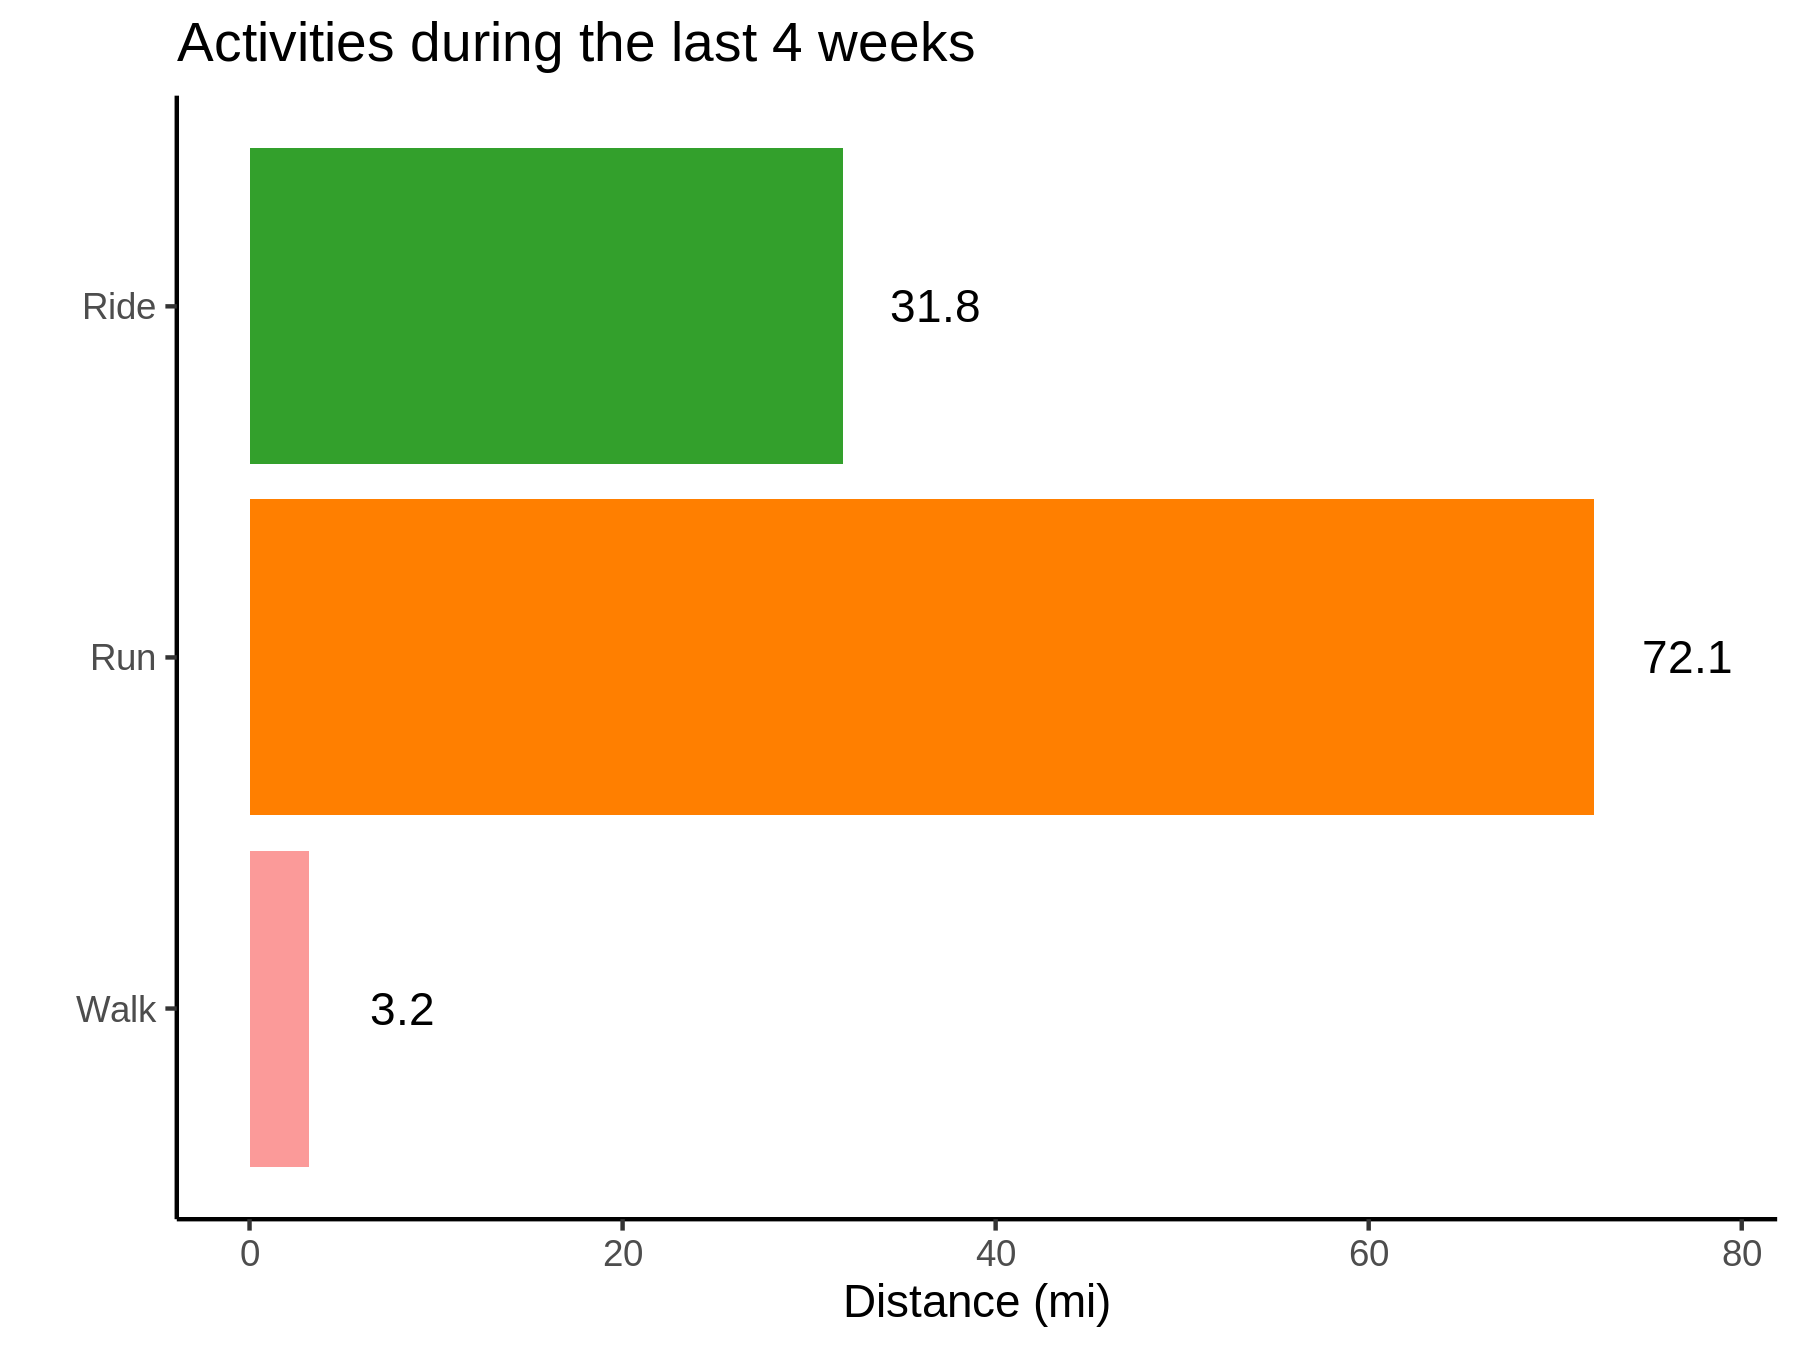 Activities during the last 4 weeks
Ride
31.8
Run
72.1
Walk
3.2
0 20 40 60 80
Distance (mi)